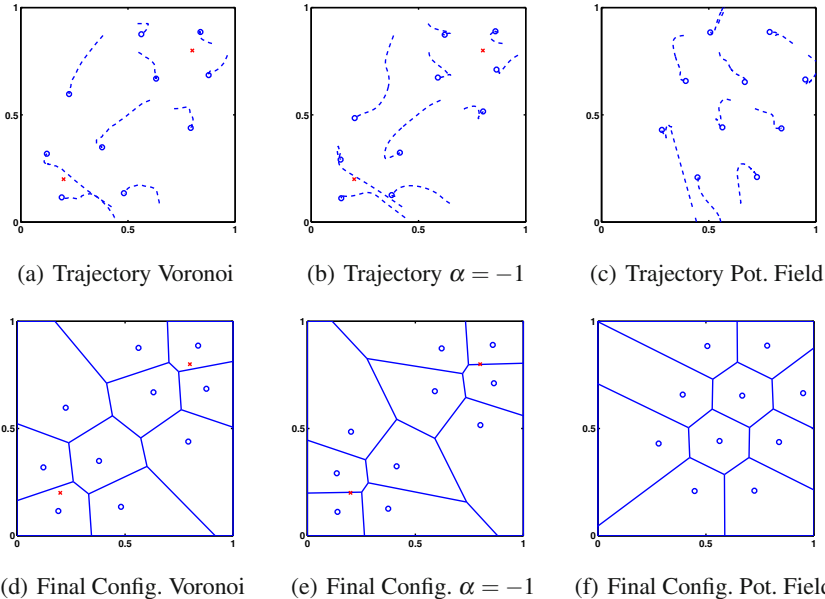 1 1 1
0.5 0.5 0.5
0 0 0
0 0.5 1 0 0.5 1 0 0.5 1
(a) Trajectory Voronoi (b) Trajectory α = −1 (c) Trajectory Pot. Field
1 1 1
0.5 0.5 0.5
0 0 0
0 0.5 1 0 0.5 1 0 0.5 1
(d) Final Config. Voronoi (e) Final Config. α = −1 (f) Final Config. Pot. Field